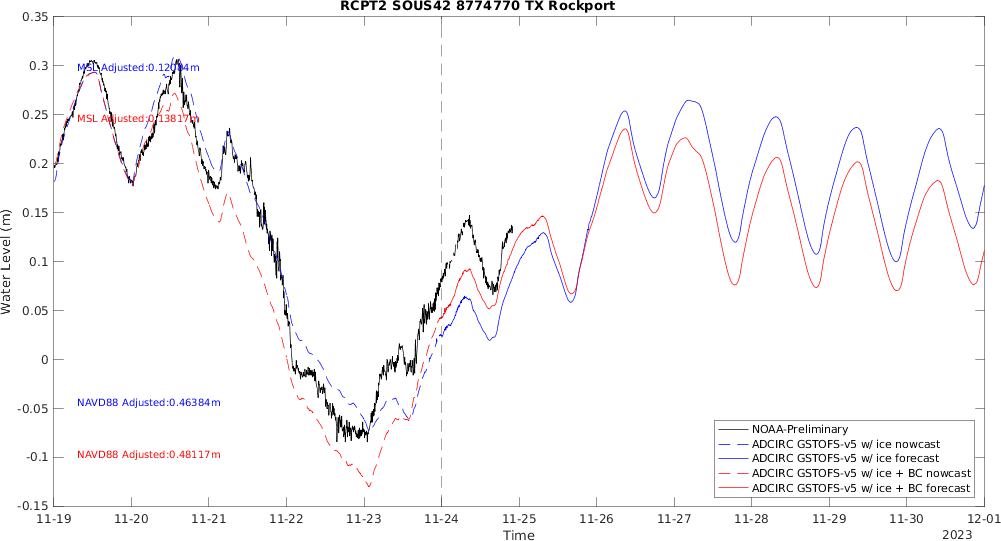 RCPT2 SOUS42 8774770 TX Rockport
0.35
0.3
0.25
0.2
0.15
0.1
0.05
0
-0.05
-0.1
-0.15
Water Level (m)
MSL Adjusted:0.12084m
MSL Adjusted:0.13817m
NAVD88 Adjusted:0.46384m
NAVD88 Adjusted:0.48117m
NOAA-Preliminary
ADCIRC GSTOFS-v5 w/ ice nowcast
ADCIRC GSTOFS-v5 w/ ice forecast
ADCIRC GSTOFS-v5 w/ ice + BC nowcast
ADCIRC GSTOFS-v5 w/ ice + BC forecast
11-19 11-20 11-21 11-22 11-23 11-24 11-25 11-26 11-27 11-28 11-29 11-30 12-01
Time
2023